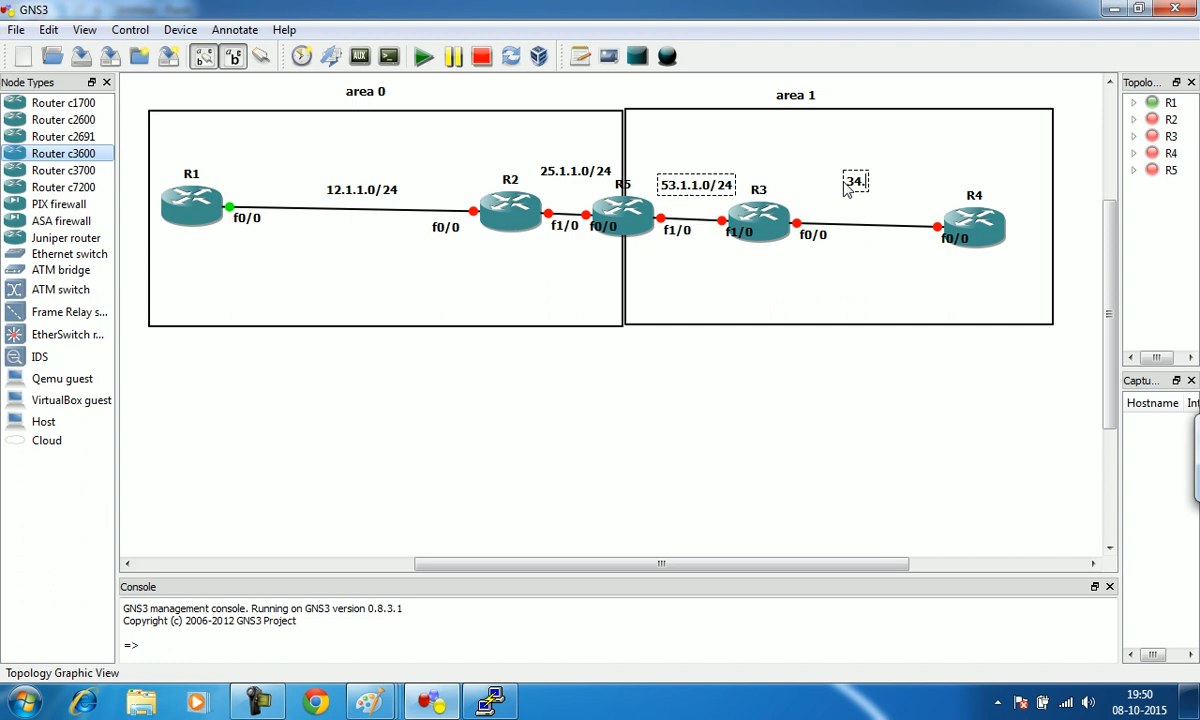 GNS3
File Edit View Control Device Annotate Help
Node Types
Router c1700
Router c2600
Router c2691
Router c3600
Router c3700
Router c7200
PIX firewall
ASA firewall
Juniper router
Ethernet switch
ATM bridge
ATM switch
Frame Relay s...
EtherSwitch r...
IDS
Qemu guest
VirtualBox guest
Host
Cloud
area 0
area 1
R1
12.1.1.0/24
R2
25.1.1.0/24
R5
53.1.1.0/24
R3
34.
R4
f0/0
f0/0
f1/0
f0/0
f1/0
f1/0
f0/0
f0/0
Topolo...
R1
R2
R3
R4
R5
Captu...
Hostname Int
Console
GNS3 management console. Running on GNS3 version 0.8.3.1
Copyright (c) 2006-2012 GNS3 Project
=>
Topology Graphic View
19:50
08-10-2015